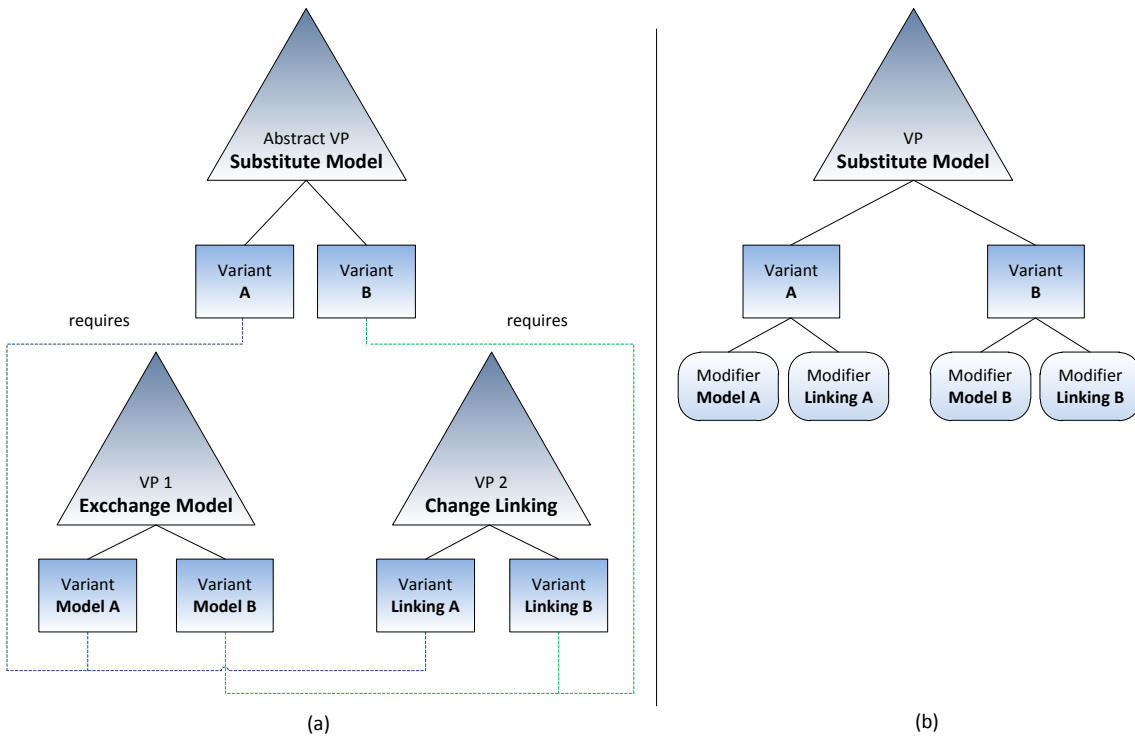 Abstract VP
Substitute Model
Variant
A
Variant
B
requires
requires
VP 1
Excchange Model
VP 2
Change Linking
Variant
Model A
Variant
Model B
Variant
Linking A
Variant
Linking B
(a)
VP
Substitute Model
Variant
A
Variant
B
Modifier
Model A
Modifier
Linking A
Modifier
Model B
Modifier
Linking B
(b)